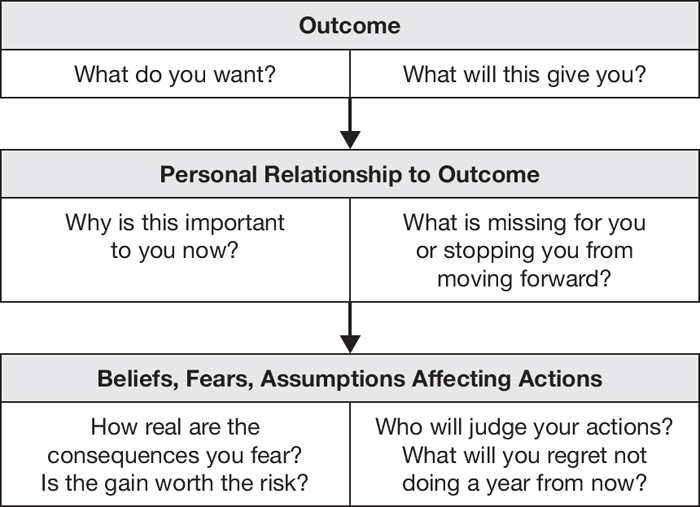 Outcome
What do you want?
What will this give you?
Personal Relationship to Outcome
Why is this important
to you now?
What is missing for you
or stopping you from
moving forward?
Beliefs, Fears, Assumptions Affecting Actions
How real are the
consequences you fear?
Is the gain worth the risk?
Who will judge your actions?
What will you regret not
doing a year from now?